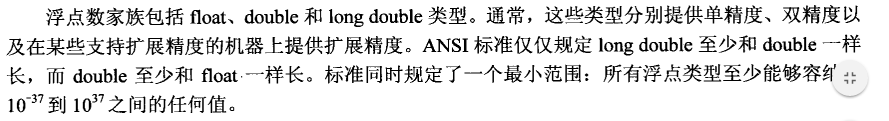 浮点数家族包括 float、double 和 long double 类型。通常，这些类型分别提供单精度、双精度以
及在某些支持扩展精度的机器上提供扩展精度。ANSI 标准仅仅规定 long double 至少和 double 一样
长，而 double 至少和 float 一样长。标准同时规定了一个最小范围：所有浮点类型至少能够容
10⁻³⁷ 到 10³⁷ 之间的任何值。